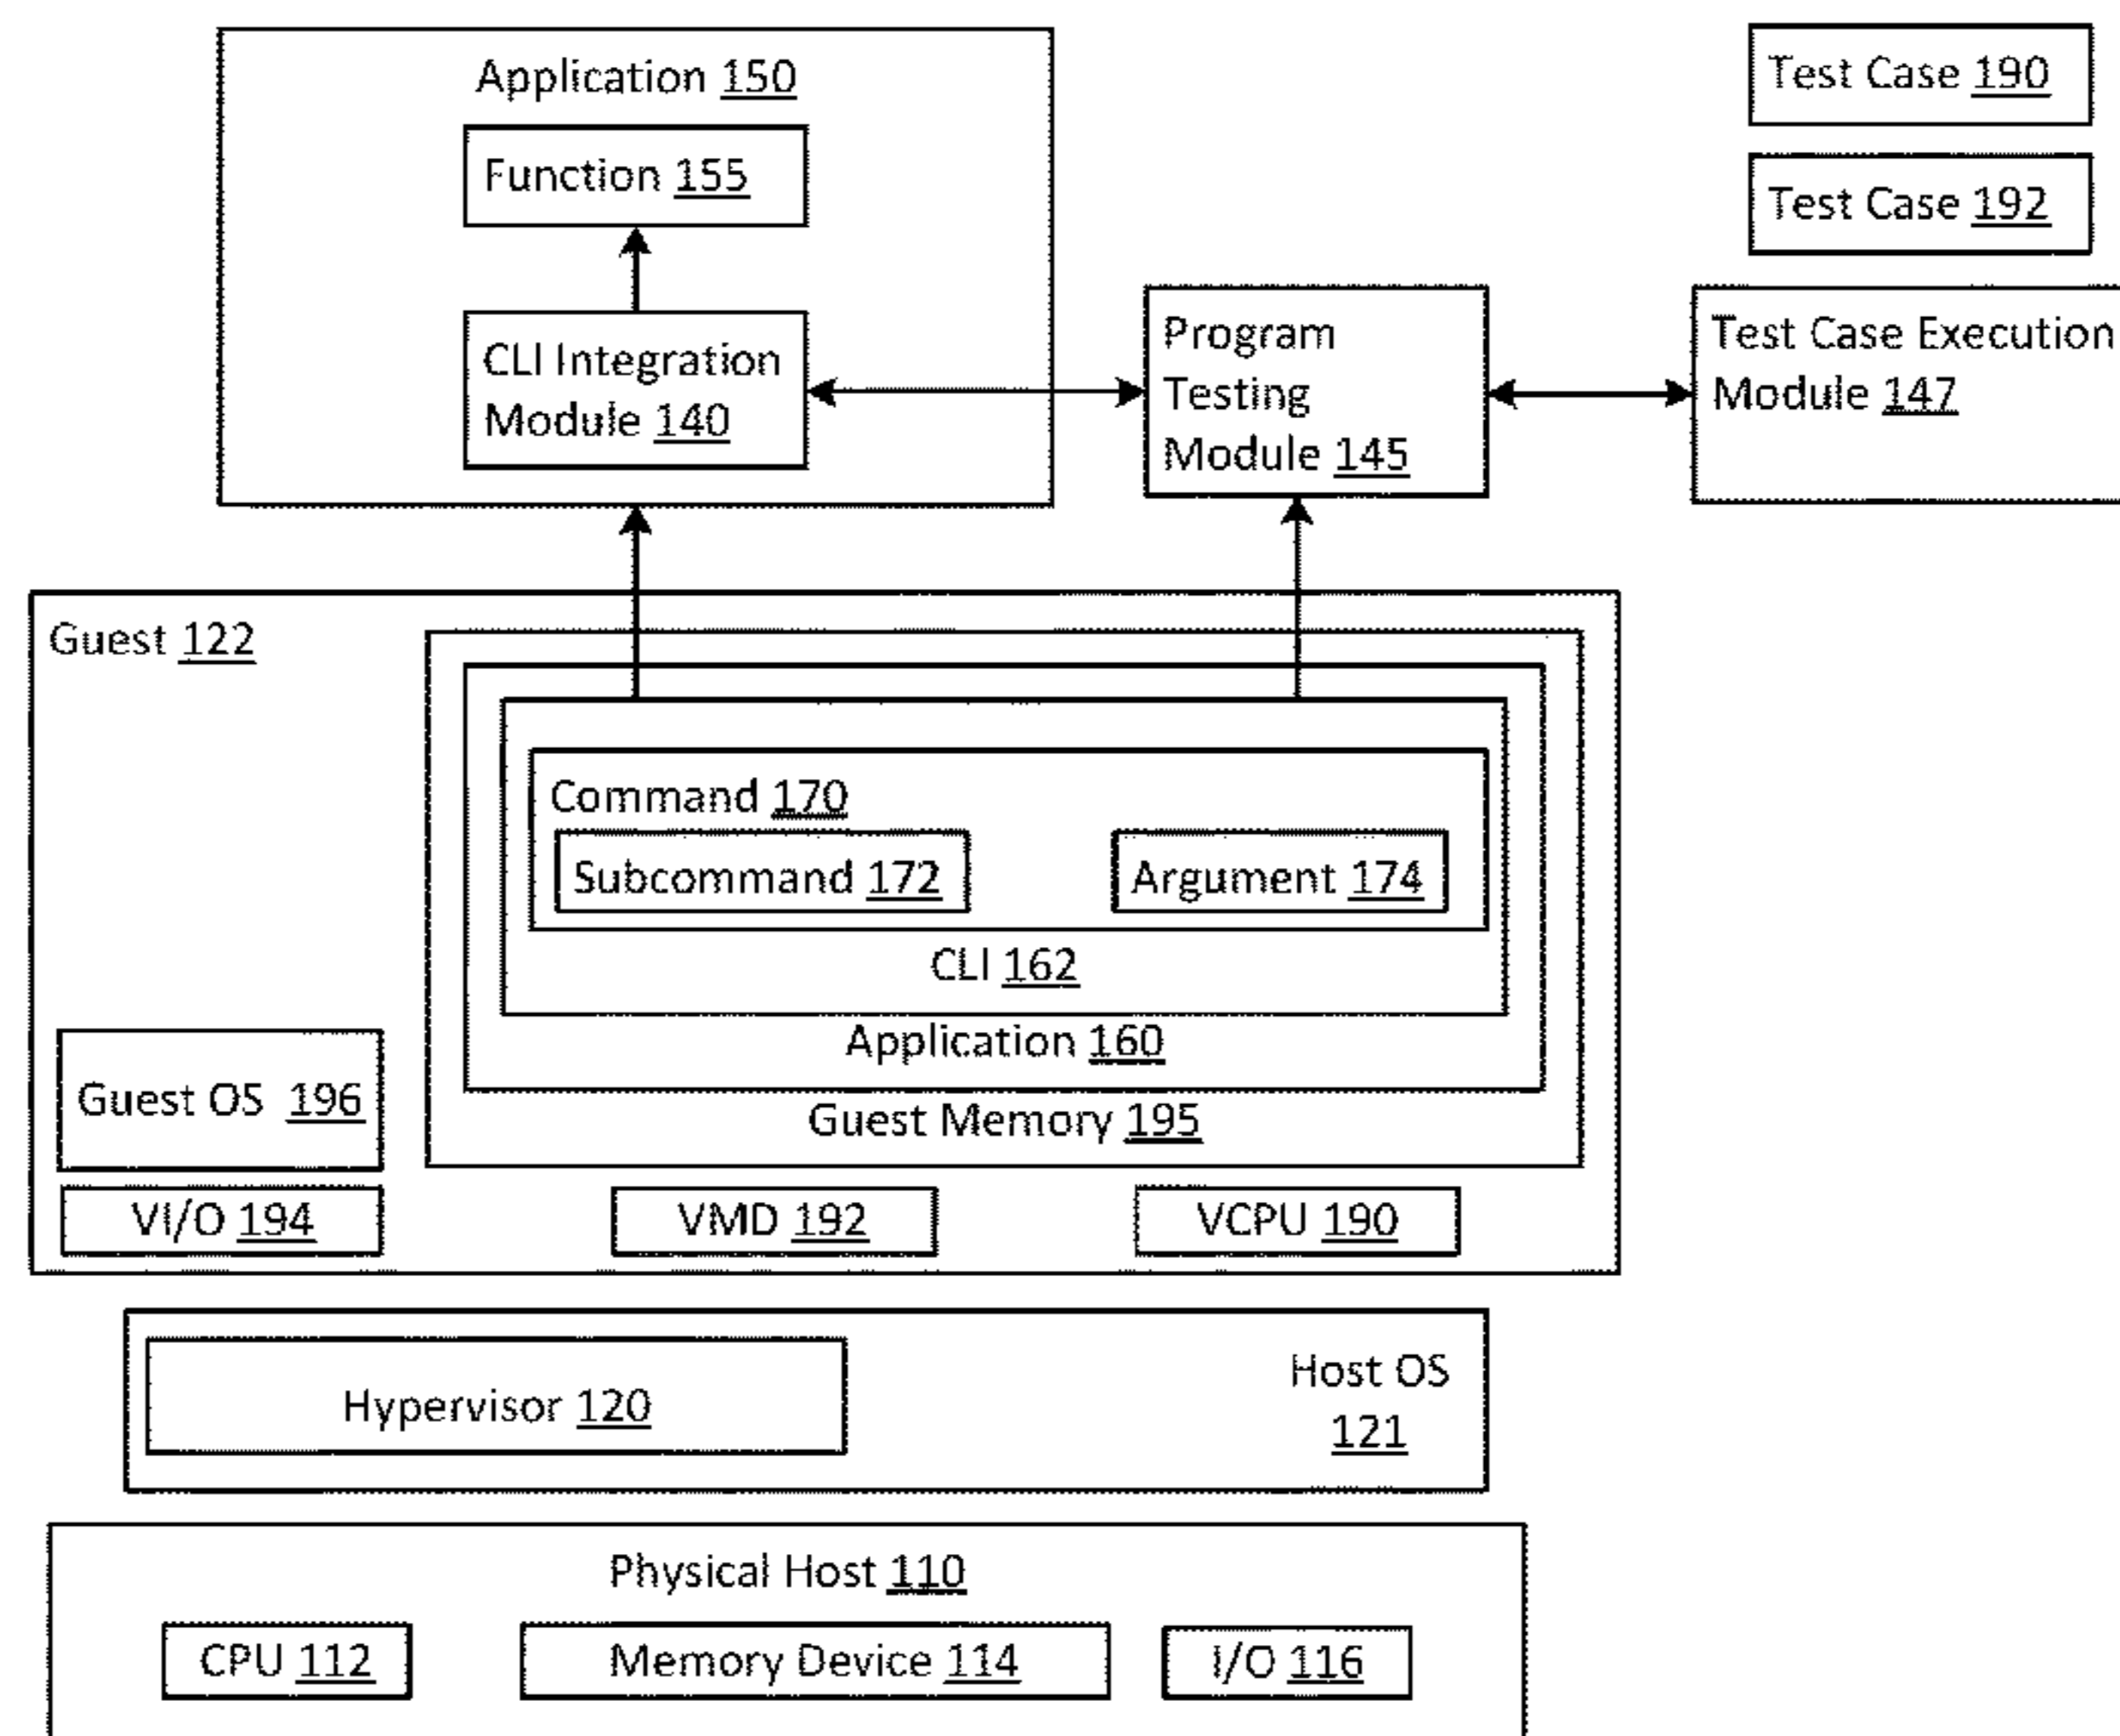 Application 150
Function 155
CLI Integration
Module 140
Program
Testing
Module 145
Test Case 190
Test Case 192
Test Case Execution
Module 147
Guest 122
Command 170
Subcommand 172
Argument 174
CLI 162
Application 160
Guest Memory 195
Guest OS 196
VI/O 194
VMD 192
VCPU 190
Hypervisor 120
Host OS
121
Physical Host 110
CPU 112
Memory Device 114
I/O 116